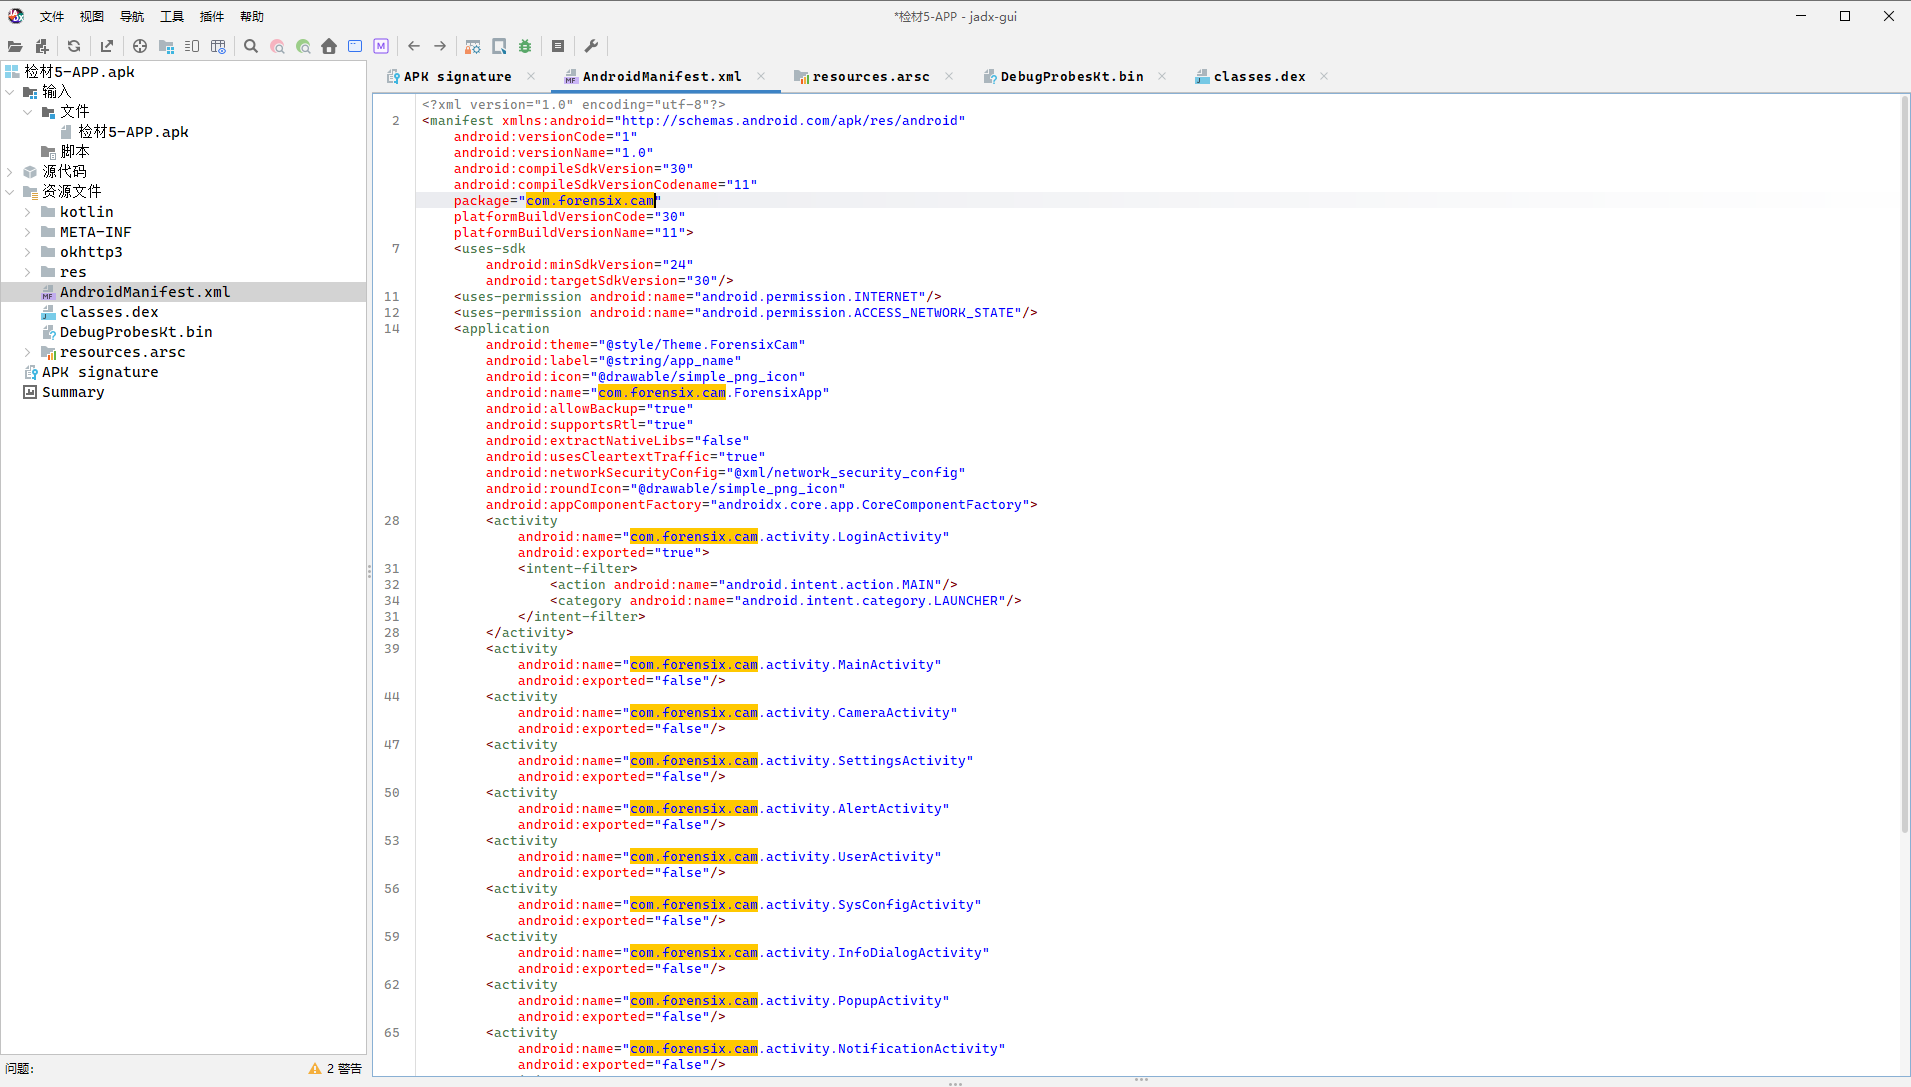 *检材5-APP - jadx-gui
文件 视图 导航 工具 插件 帮助
检材5-APP.apk
输入
文件
检材5-APP.apk
脚本
源代码
资源文件
kotlin
META-INF
okhttp3
res
AndroidManifest.xml
classes.dex
DebugProbesKt.bin
resources.arsc
APK signature
Summary
问题:
2 警告
APK signature AndroidManifest.xml resources.arsc DebugProbesKt.bin classes.dex
<?xml version="1.0" encoding="utf-8"?>
2 <manifest xmlns:android="http://schemas.android.com/apk/res/android"
android:versionCode="1"
android:versionName="1.0"
android:compileSdkVersion="30"
android:compileSdkVersionCodename="11"
package="com.forensix.cam"
platformBuildVersionCode="30"
platformBuildVersionName="11">
7 <uses-sdk
android:minSdkVersion="24"
android:targetSdkVersion="30"/>
11 <uses-permission android:name="android.permission.INTERNET"/>
12 <uses-permission android:name="android.permission.ACCESS_NETWORK_STATE"/>
14 <application
android:theme="@style/Theme.ForensixCam"
android:label="@string/app_name"
android:icon="@drawable/simple_png_icon"
android:name="com.forensix.cam.ForensixApp"
android:allowBackup="true"
android:supportsRtl="true"
android:extractNativeLibs="false"
android:usesCleartextTraffic="true"
android:networkSecurityConfig="@xml/network_security_config"
android:roundIcon="@drawable/simple_png_icon"
android:appComponentFactory="androidx.core.app.CoreComponentFactory">
28 <activity
android:name="com.forensix.cam.activity.LoginActivity"
android:exported="true">
31 <intent-filter>
32 <action android:name="android.intent.action.MAIN"/>
34 <category android:name="android.intent.category.LAUNCHER"/>
31 </intent-filter>
28 </activity>
39 <activity
android:name="com.forensix.cam.activity.MainActivity"
android:exported="false"/>
44 <activity
android:name="com.forensix.cam.activity.CameraActivity"
android:exported="false"/>
47 <activity
android:name="com.forensix.cam.activity.SettingsActivity"
android:exported="false"/>
50 <activity
android:name="com.forensix.cam.activity.AlertActivity"
android:exported="false"/>
53 <activity
android:name="com.forensix.cam.activity.UserActivity"
android:exported="false"/>
56 <activity
android:name="com.forensix.cam.activity.SysConfigActivity"
android:exported="false"/>
59 <activity
android:name="com.forensix.cam.activity.InfoDialogActivity"
android:exported="false"/>
62 <activity
android:name="com.forensix.cam.activity.PopupActivity"
android:exported="false"/>
65 <activity
android:name="com.forensix.cam.activity.NotificationActivity"
android:exported="false"/>